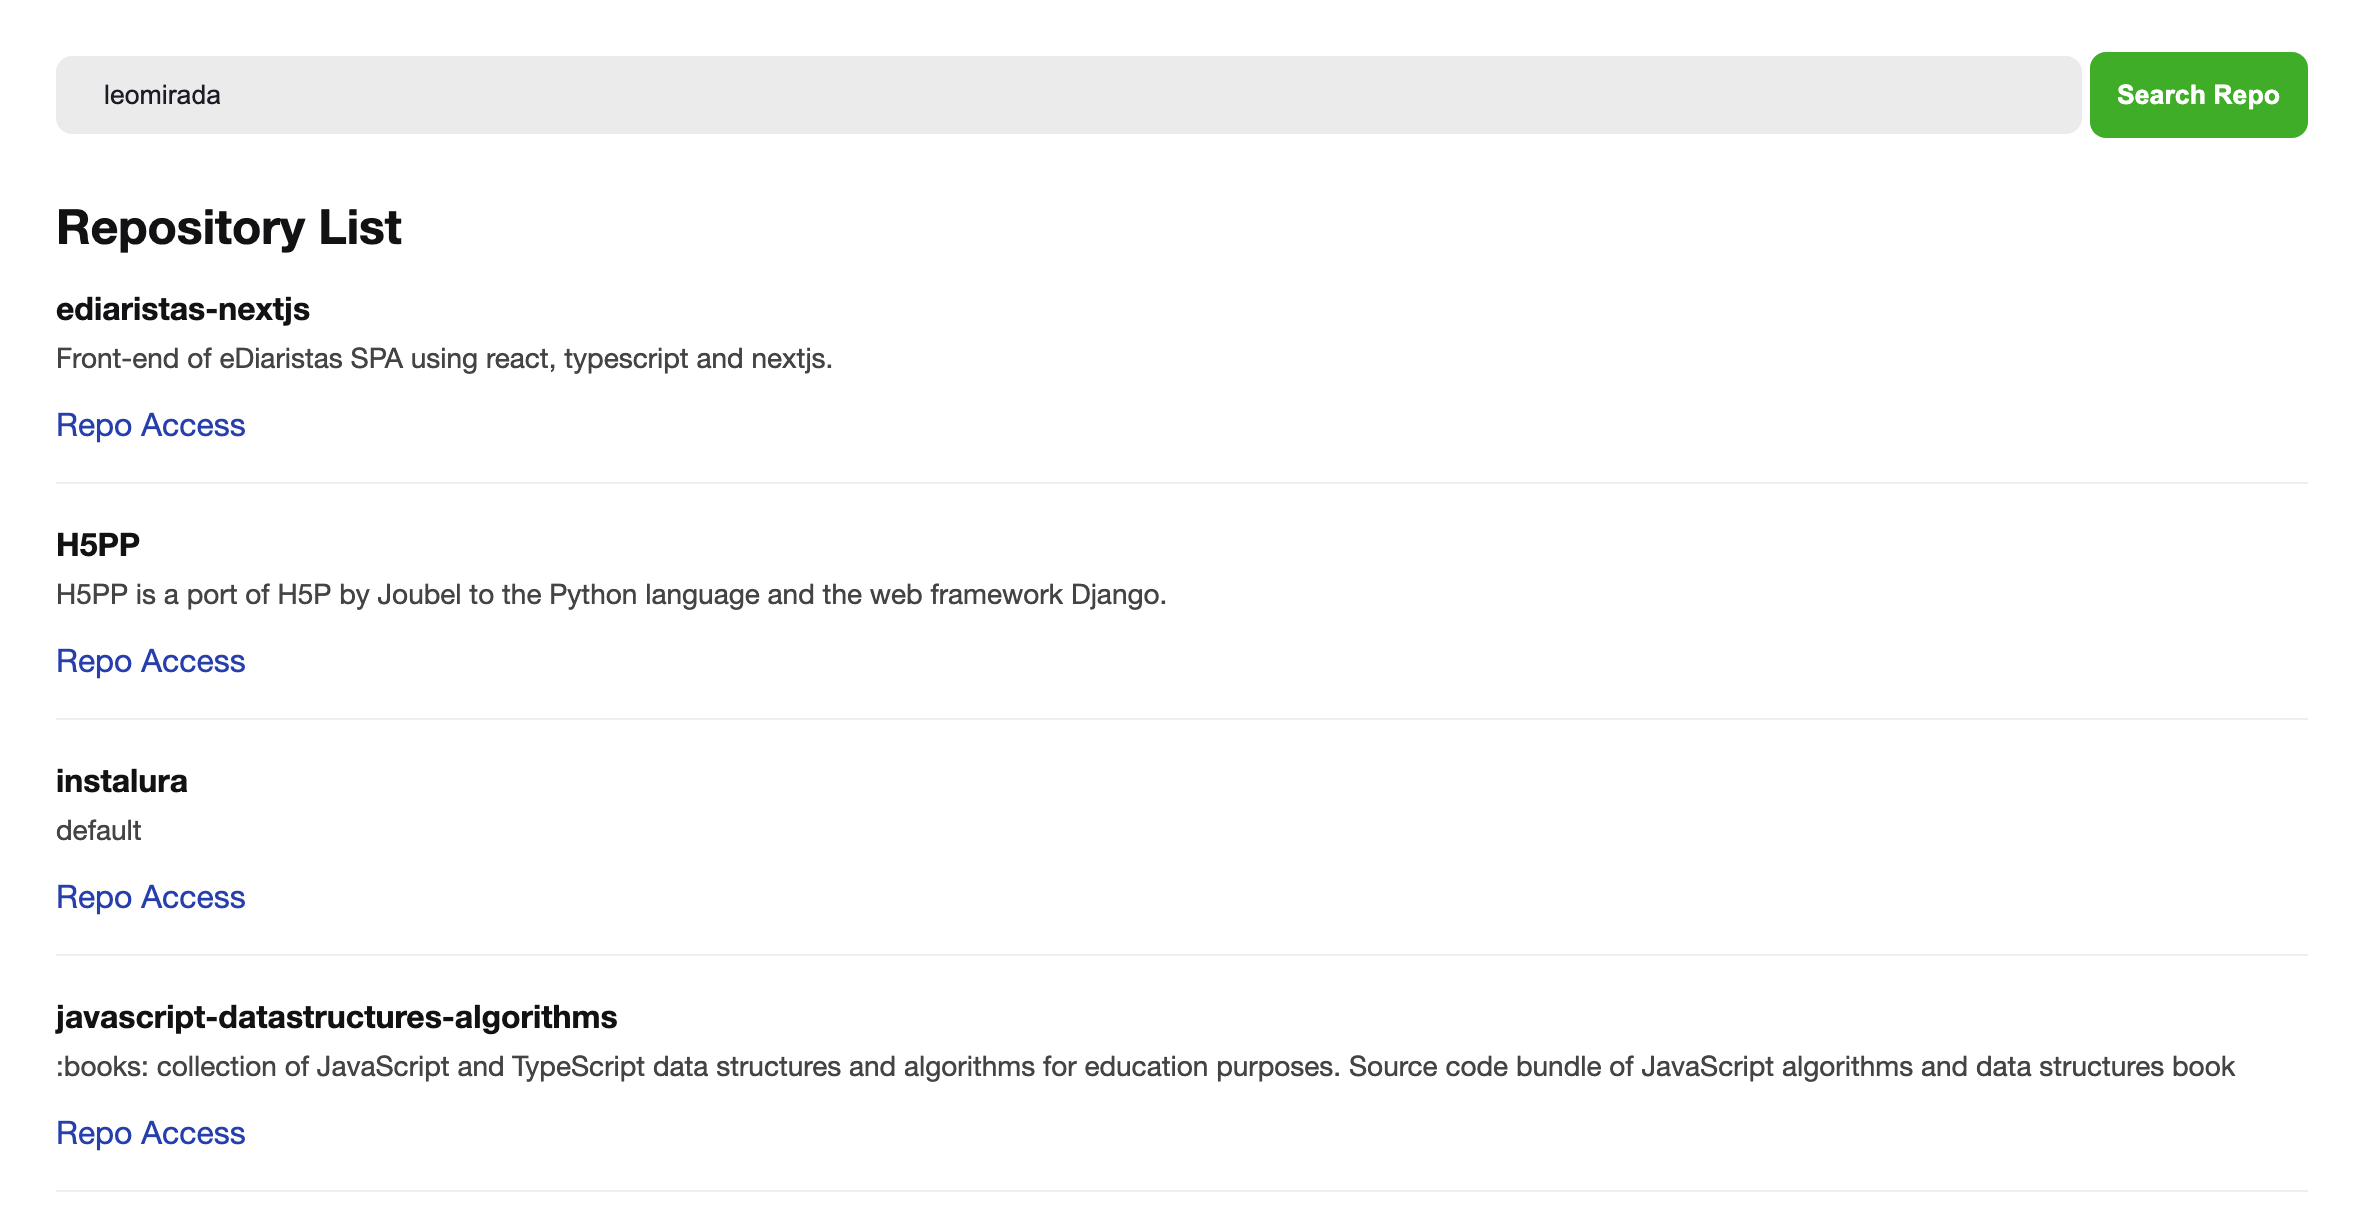 leomirada
Search Repo
Repository List
ediaristas-nextjs
Front-end of eDiaristas SPA using react, typescript and nextjs.
Repo Access
H5PP
H5PP is a port of H5P by Joubel to the Python language and the web framework Django.
Repo Access
instalura
default
Repo Access
javascript-datastructures-algorithms
:books: collection of JavaScript and TypeScript data structures and algorithms for education purposes. Source code bundle of JavaScript algorithms and data structures book
Repo Access